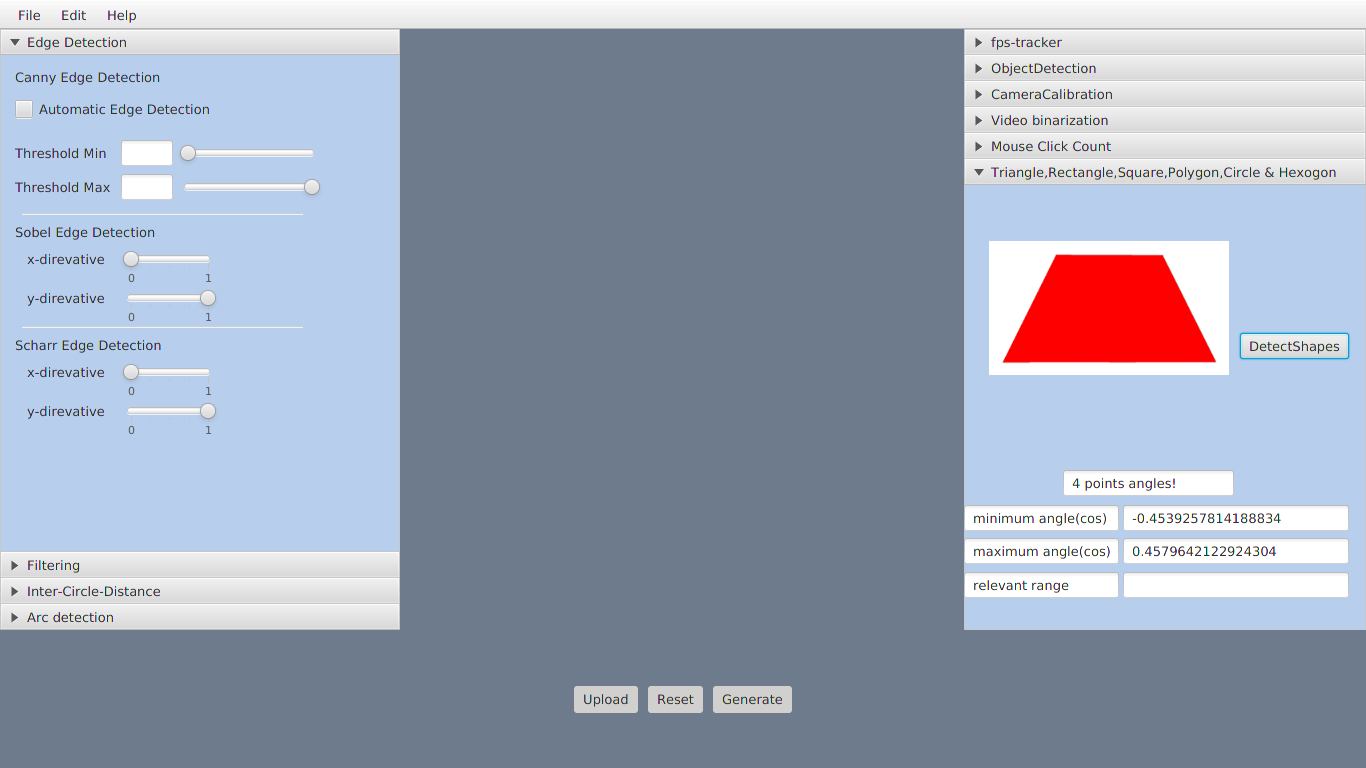 File Edit Help
Edge Detection
Canny Edge Detection
Automatic Edge Detection
Threshold Min
Threshold Max
Sobel Edge Detection
x-direvative
0 1
y-direvative
0 1
Scharr Edge Detection
x-direvative
0 1
y-direvative
0 1
Filtering
Inter-Circle-Distance
Arc detection
fps-tracker
ObjectDetection
CameraCalibration
Video binarization
Mouse Click Count
Triangle,Rectangle,Square,Polygon,Circle & Hexogon
DetectShapes
4 points angles!
minimum angle(cos) -0.4539257814188834
maximum angle(cos) 0.4579642122924304
relevant range
Upload Reset Generate